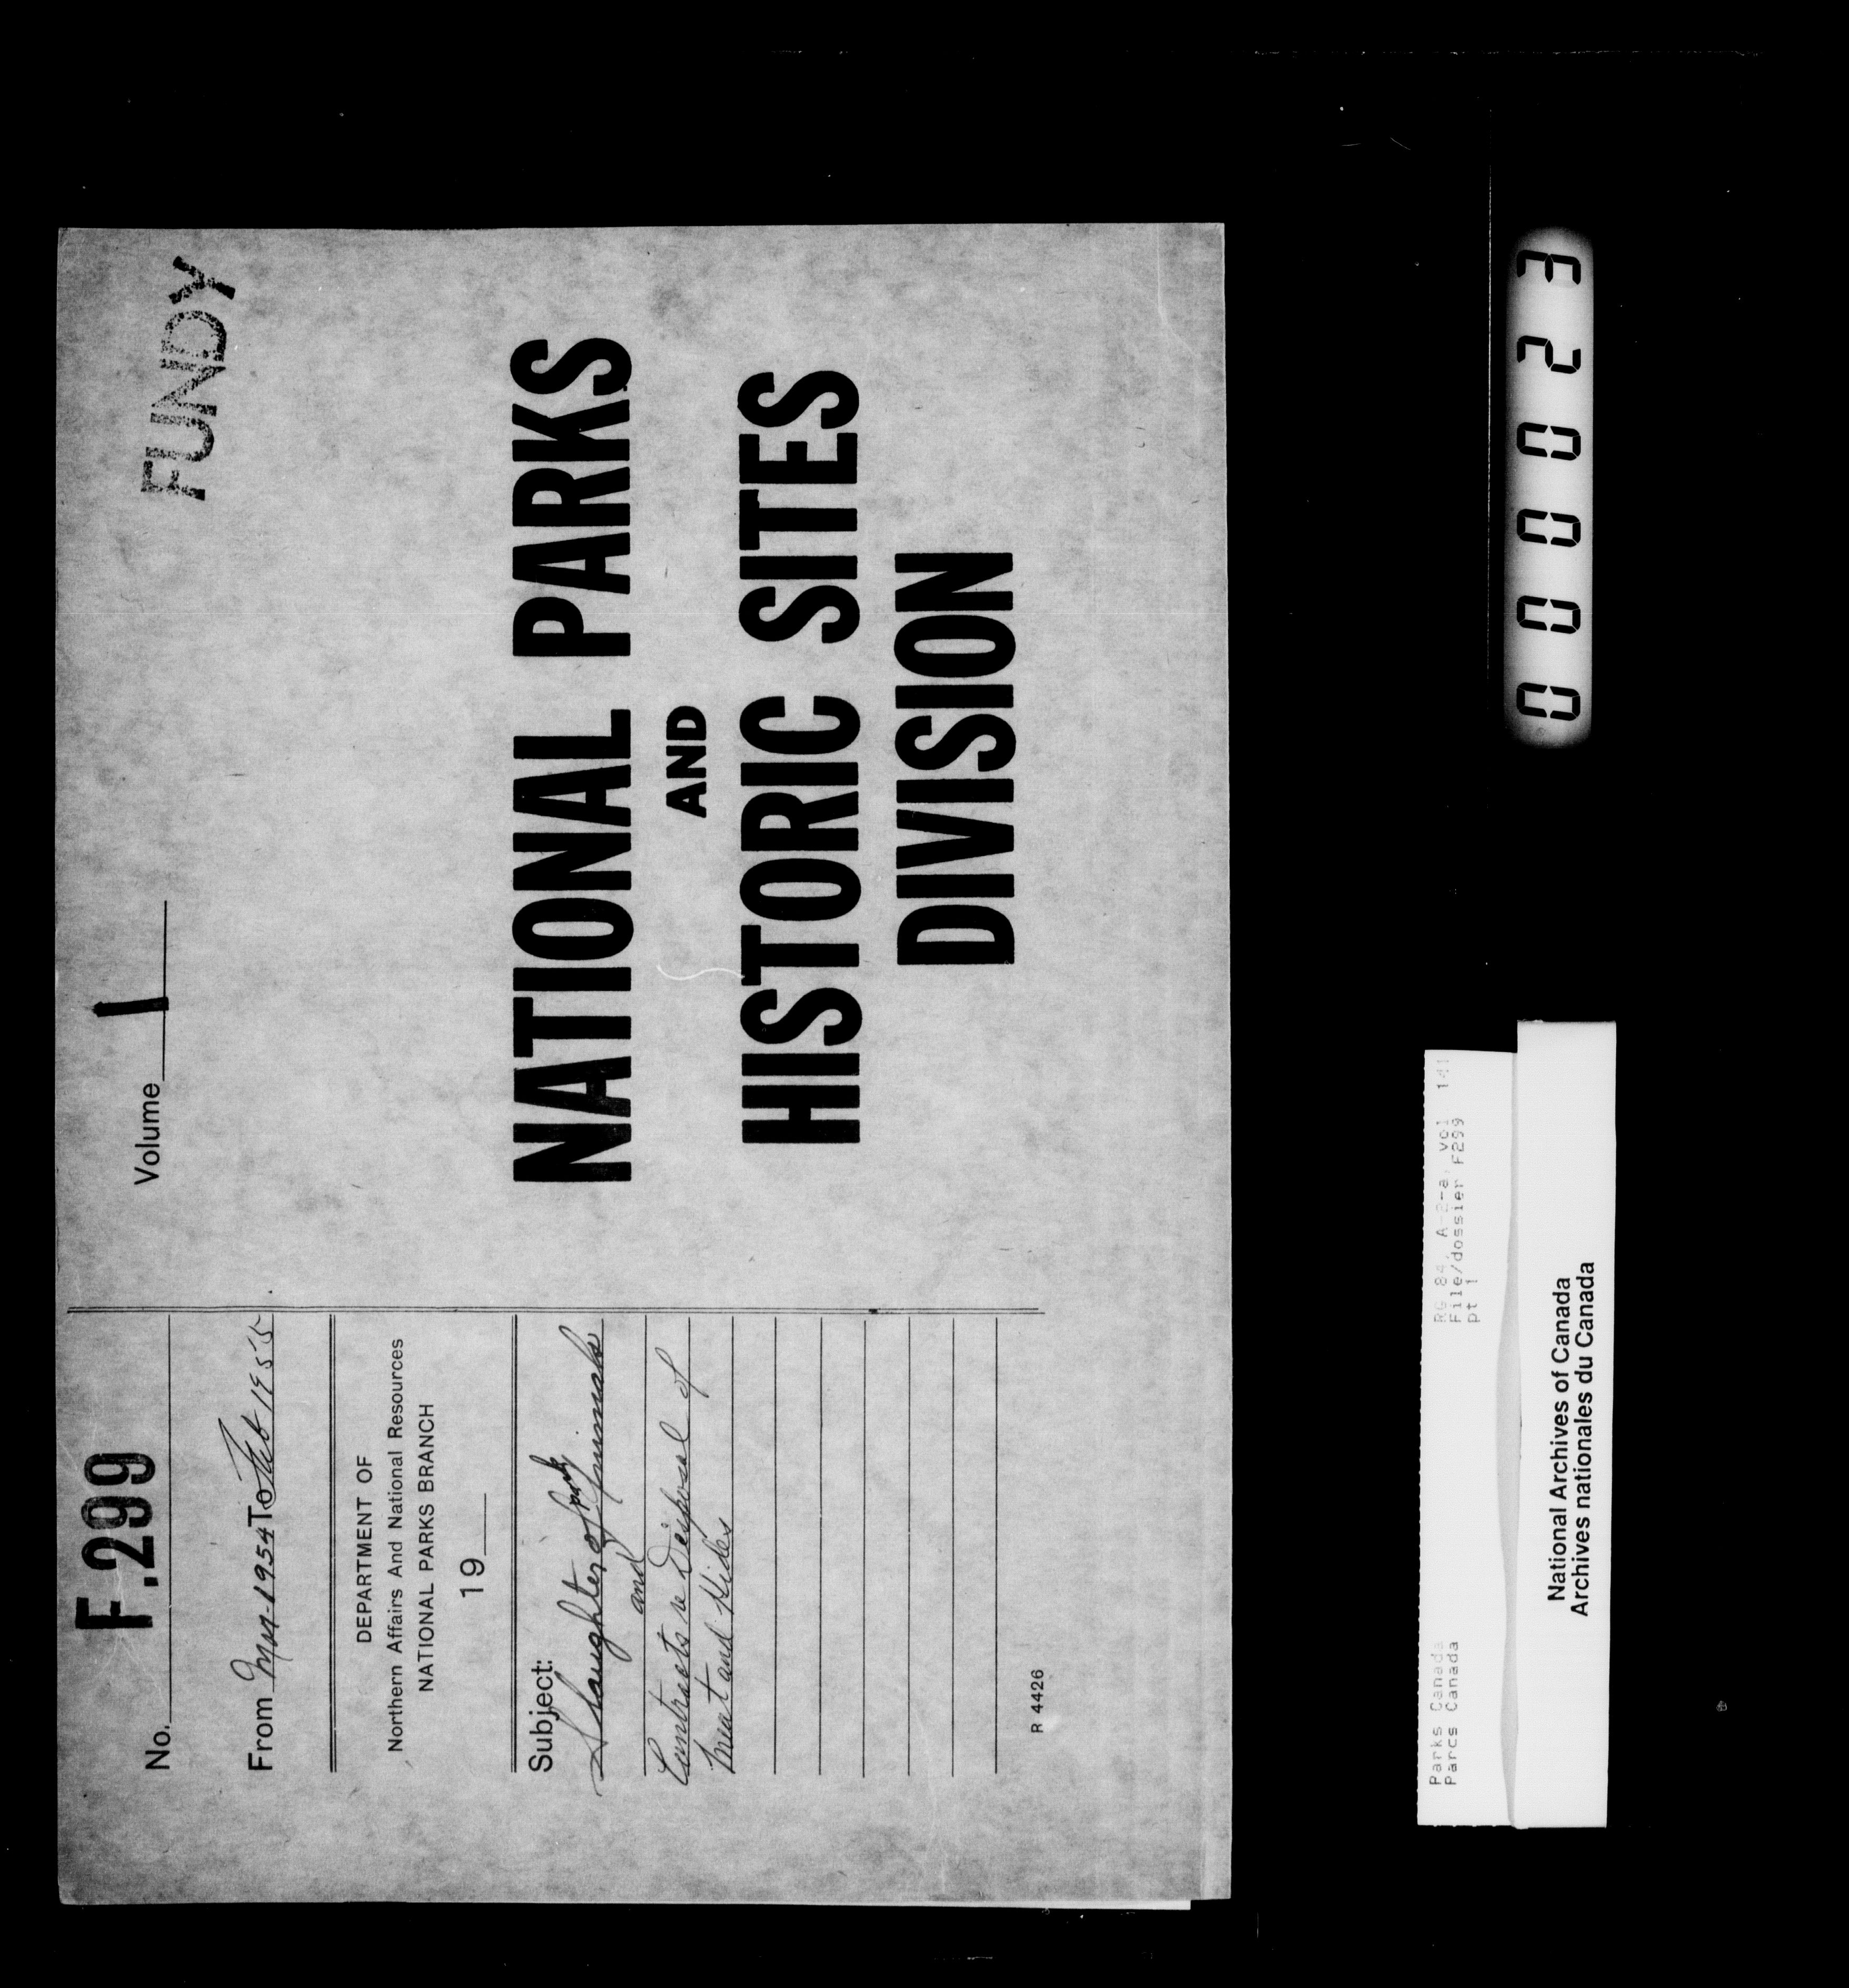 No. F.299
Volume 1
FUNDY
From Mar-1954 To Feb 1955
DEPARTMENT OF
Northern Affairs And National Resources
NATIONAL PARKS BRANCH
19
Subject:
Slaughter of park Animals
and
Contracts re Disposal of
Meat and Hides
R 4426
NATIONAL PARKS
AND
HISTORIC SITES
DIVISION
Parks Canada
Parcs Canada
RG 84, A-2-a, vol 141
File/dossier F299
pt 1
National Archives of Canada
Archives nationales du Canada
000023